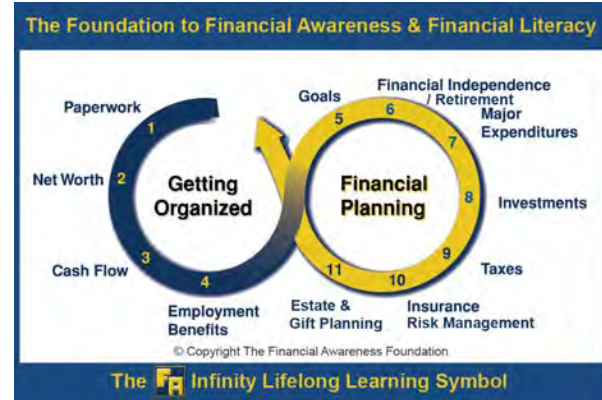 The Foundation to Financial Awareness & Financial Literacy
Paperwork
1
Net Worth
2
Cash Flow
3
Employment
Benefits
4
Getting
Organized
Goals
5
Financial Independence
/ Retirement
6
Major
Expenditures
7
Investments
8
Taxes
9
Insurance
Risk Management
10
Estate &
Gift Planning
11
Financial
Planning
© Copyright The Financial Awareness Foundation
The FA Infinity Lifelong Learning Symbol